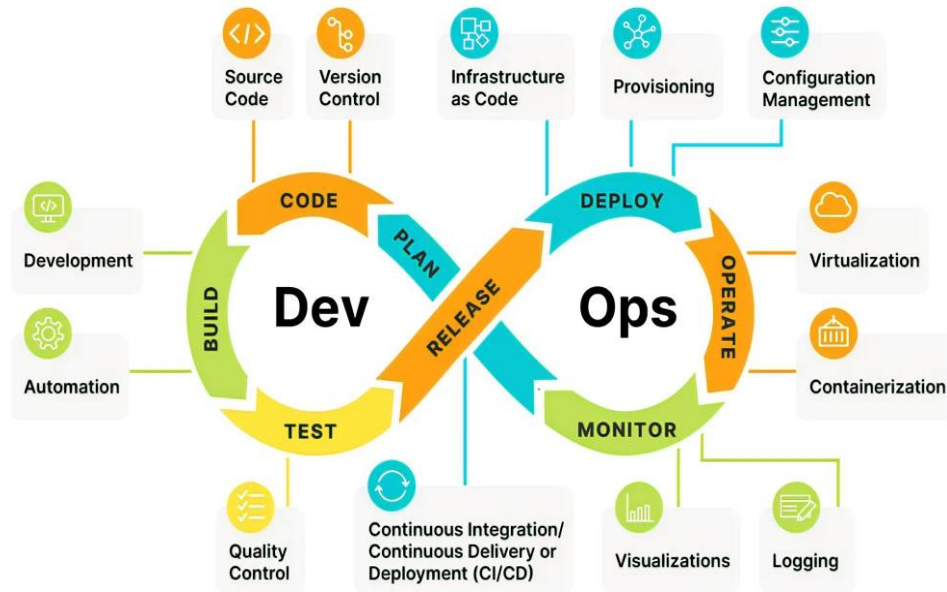 Source
Code
Version
Control
Infrastructure
as Code
Provisioning
Configuration
Management
CODE
DEPLOY
PLAN
Development
BUILD
Dev
RELEASE
Ops
OPERATE
Virtualization
Automation
Containerization
TEST
MONITOR
Quality
Control
Continuous Integration/
Continuous Delivery or
Deployment (CI/CD)
Visualizations
Logging